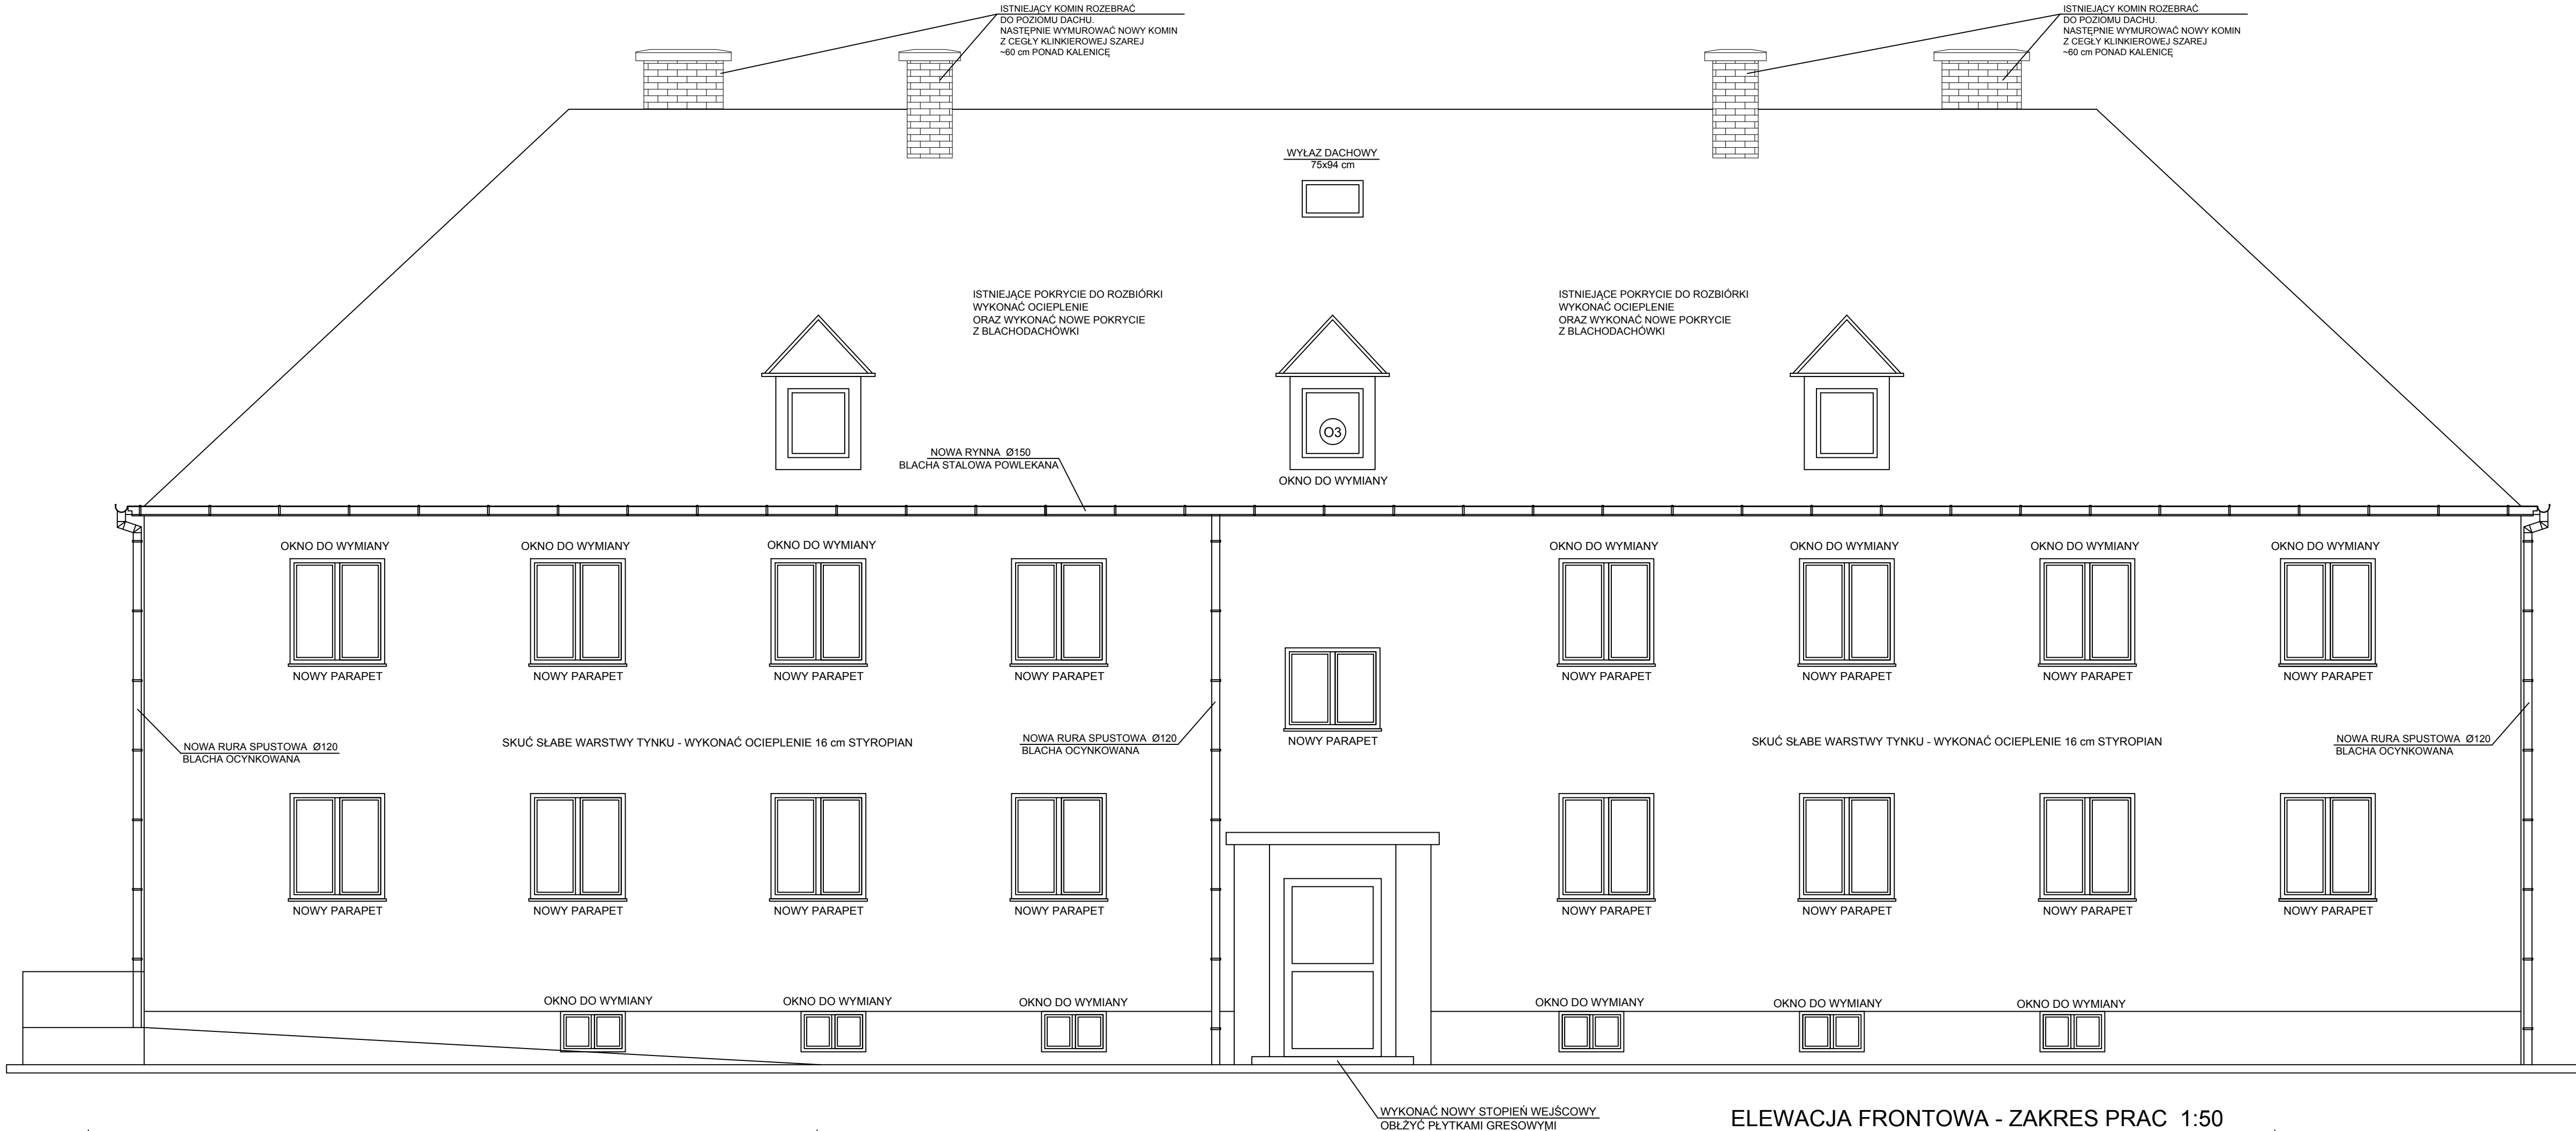 ISTNIEJĄCY KOMIN ROZEBRAĆ
DO POZIOMU DACHU.
NASTĘPNIE WYMUROWAĆ NOWY KOMIN
Z CEGŁY KLINKIEROWEJ SZAREJ
~60 cm PONAD KALENICĘ
ISTNIEJĄCY KOMIN ROZEBRAĆ
DO POZIOMU DACHU.
NASTĘPNIE WYMUROWAĆ NOWY KOMIN
Z CEGŁY KLINKIEROWEJ SZAREJ
~60 cm PONAD KALENICĘ
WYŁAZ DACHOWY
75x94 cm
ISTNIEJĄCE POKRYCIE DO ROZBIÓRKI
WYKONAĆ OCIEPLENIE
ORAZ WYKONAĆ NOWE POKRYCIE
Z BLACHODACHÓWKI
ISTNIEJĄCE POKRYCIE DO ROZBIÓRKI
WYKONAĆ OCIEPLENIE
ORAZ WYKONAĆ NOWE POKRYCIE
Z BLACHODACHÓWKI
O3
OKNO DO WYMIANY
NOWA RYNNA Ø150
BLACHA STALOWA POWLEKANA
OKNO DO WYMIANY
OKNO DO WYMIANY
OKNO DO WYMIANY
OKNO DO WYMIANY
OKNO DO WYMIANY
OKNO DO WYMIANY
OKNO DO WYMIANY
NOWY PARAPET
NOWY PARAPET
NOWY PARAPET
NOWY PARAPET
NOWY PARAPET
NOWY PARAPET
NOWY PARAPET
NOWY PARAPET
NOWY PARAPET
NOWA RURA SPUSTOWA Ø120
BLACHA OCYNKOWANA
SKUĆ SŁABE WARSTWY TYNKU - WYKONAĆ OCIEPLENIE 16 cm STYROPIAN
NOWA RURA SPUSTOWA Ø120
BLACHA OCYNKOWANA
SKUĆ SŁABE WARSTWY TYNKU - WYKONAĆ OCIEPLENIE 16 cm STYROPIAN
NOWA RURA SPUSTOWA Ø120
BLACHA OCYNKOWANA
NOWY PARAPET
NOWY PARAPET
NOWY PARAPET
NOWY PARAPET
NOWY PARAPET
NOWY PARAPET
NOWY PARAPET
NOWY PARAPET
OKNO DO WYMIANY
OKNO DO WYMIANY
OKNO DO WYMIANY
OKNO DO WYMIANY
OKNO DO WYMIANY
OKNO DO WYMIANY
WYKONAĆ NOWY STOPIEŃ WEJŚCOWY
OBŁŻYĆ PŁYTKAMI GRESOWYMI
ELEWACJA FRONTOWA - ZAKRES PRAC 1:50